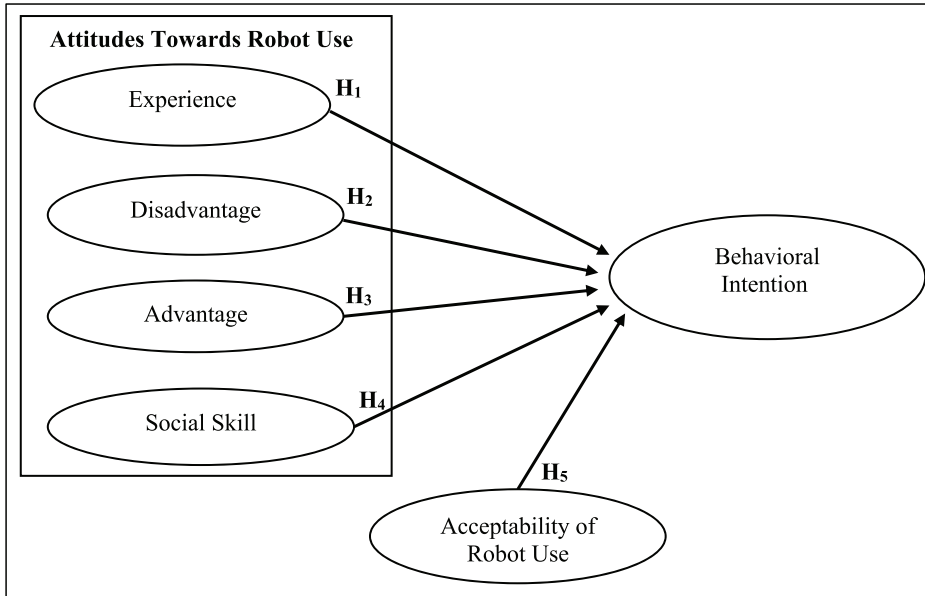 Attitudes Towards Robot Use
Experience
H₁
Disadvantage
H₂
Advantage
H₃
Social Skill
H₄
Behavioral
Intention
H₅
Acceptability of
Robot Use